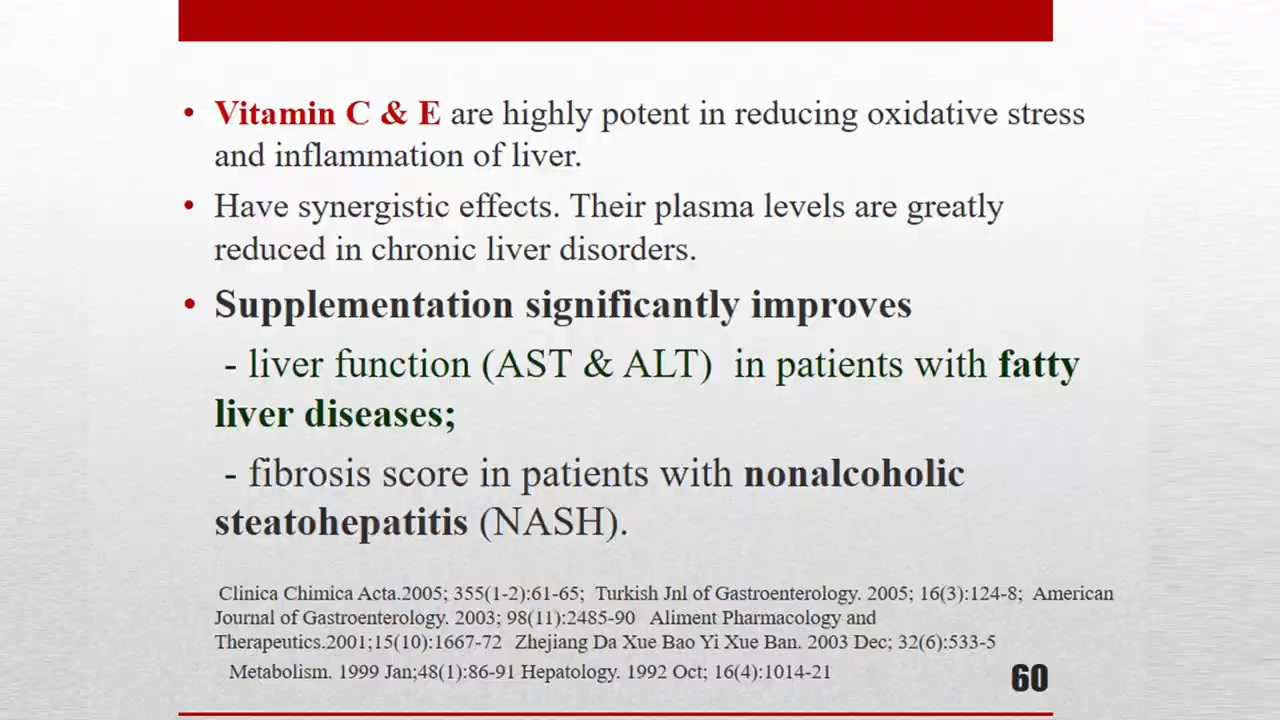 • Vitamin C & E are highly potent in reducing oxidative stress
and inflammation of liver.
• Have synergistic effects. Their plasma levels are greatly
reduced in chronic liver disorders.
• Supplementation significantly improves
- liver function (AST & ALT) in patients with fatty
liver diseases;
- fibrosis score in patients with nonalcoholic
steatohepatitis (NASH).
Clinica Chimica Acta.2005; 355(1-2):61-65; Turkish Jnl of Gastroenterology. 2005; 16(3):124-8; American
Journal of Gastroenterology. 2003; 98(11):2485-90 Aliment Pharmacology and
Therapeutics.2001;15(10):1667-72 Zhejiang Da Xue Bao Yi Xue Ban. 2003 Dec; 32(6):533-5
Metabolism. 1999 Jan;48(1):86-91 Hepatology. 1992 Oct; 16(4):1014-21
60